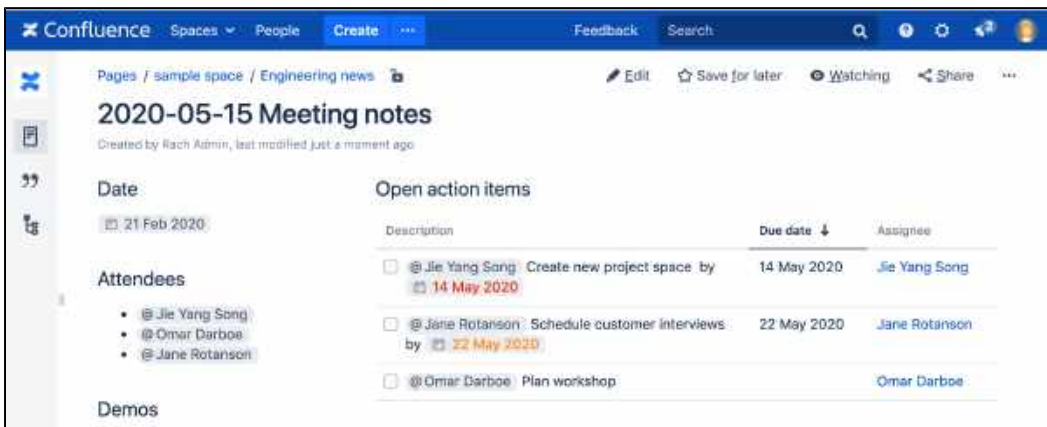 Confluence Spaces People Create ··· Feedback Search
Pages / sample space / Engineering news
Edit Save for later Watching Share ···
2020-05-15 Meeting notes
Created by Rach Admin, last modified just a moment ago
Date
21 Feb 2020
Attendees
@ Jie Yang Song
@ Omar Darboe
@ Jane Rotanson
Demos
Open action items
Description Due date ↓ Assignee
@ Jie Yang Song Create new project space by 14 May 2020 Jie Yang Song
14 May 2020
@ Jane Rotanson Schedule customer interviews 22 May 2020 Jane Rotanson
by 22 May 2020
@ Omar Darboe Plan workshop Omar Darboe